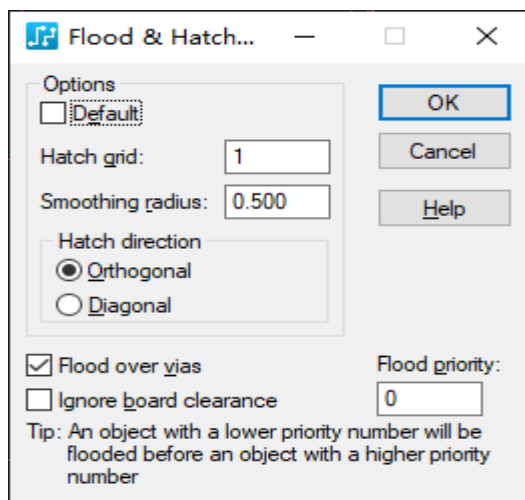 Flood & Hatch...
Options
Default
OK
Hatch grid:
1
Cancel
Smoothing radius:
0.500
Help
Hatch direction
Orthogonal
Diagonal
Flood over vias
Flood priority:
Ignore board clearance
0
Tip: An object with a lower priority number will be
flooded before an object with a higher priority
number